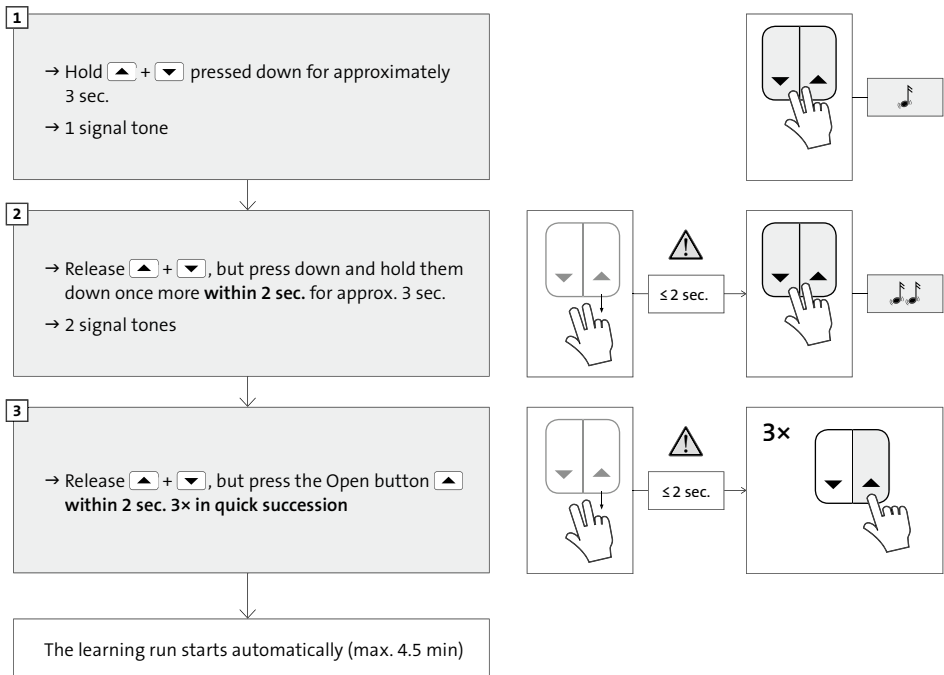 1
→ Hold ▲ + ▼ pressed down for approximately
3 sec.
→ 1 signal tone
2
→ Release ▲ + ▼, but press down and hold them
down once more within 2 sec. for approx. 3 sec.
→ 2 signal tones
≤ 2 sec.
3
→ Release ▲ + ▼, but press the Open button ▲
within 2 sec. 3× in quick succession
≤ 2 sec.
3×
The learning run starts automatically (max. 4.5 min)